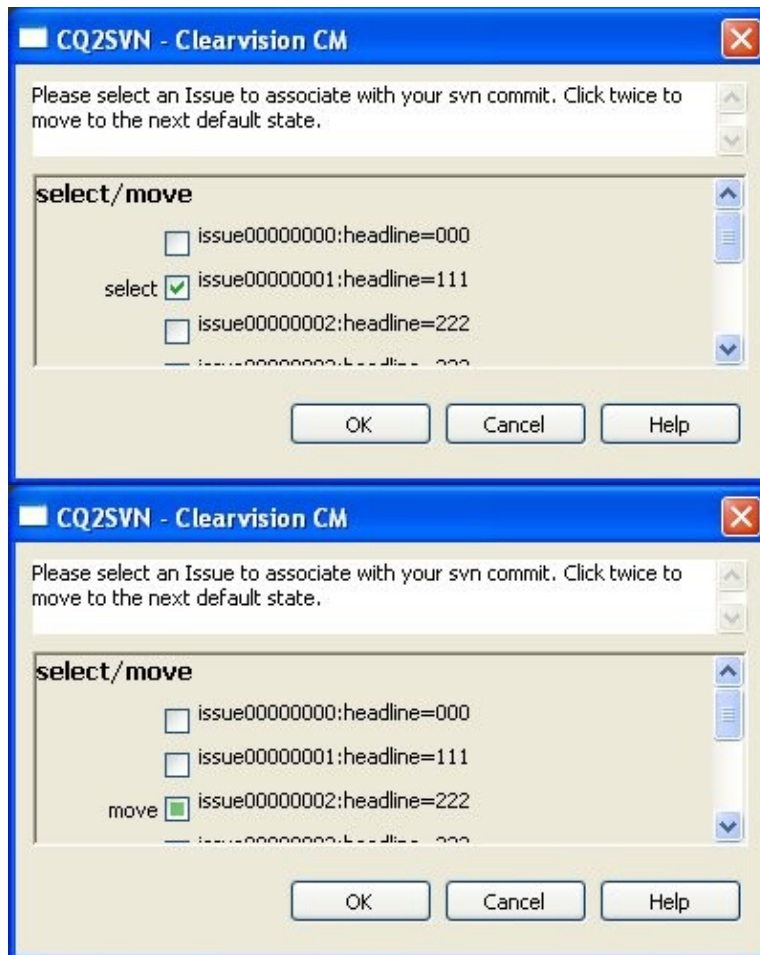 CQ2SVN - Clearvision CM
Please select an Issue to associate with your svn commit. Click twice to
move to the next default state.
select/move
issue00000000:headline=000
select issue00000001:headline=111
issue00000002:headline=222
OK Cancel Help
CQ2SVN - Clearvision CM
Please select an Issue to associate with your svn commit. Click twice to
move to the next default state.
select/move
issue00000000:headline=000
issue00000001:headline=111
move issue00000002:headline=222
OK Cancel Help